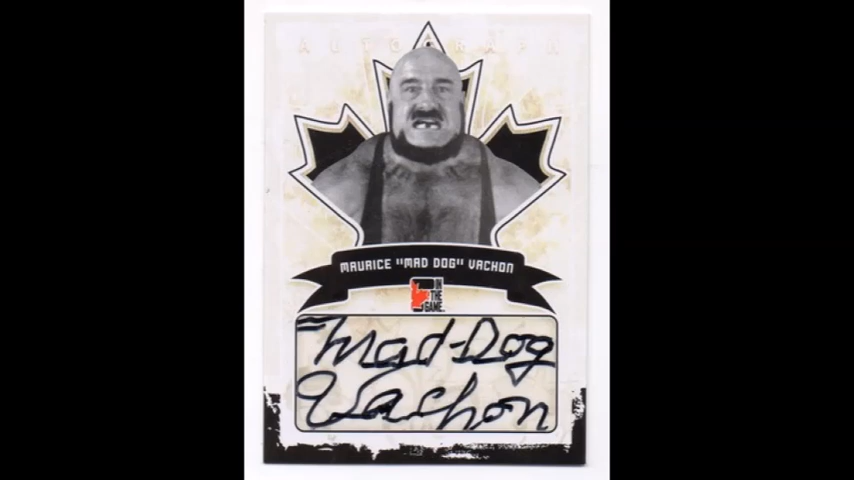 AUTOGRAPH
MAURICE "MAD DOG" VACHON
IN
THE
GAME
Mad-Dog
Vachon